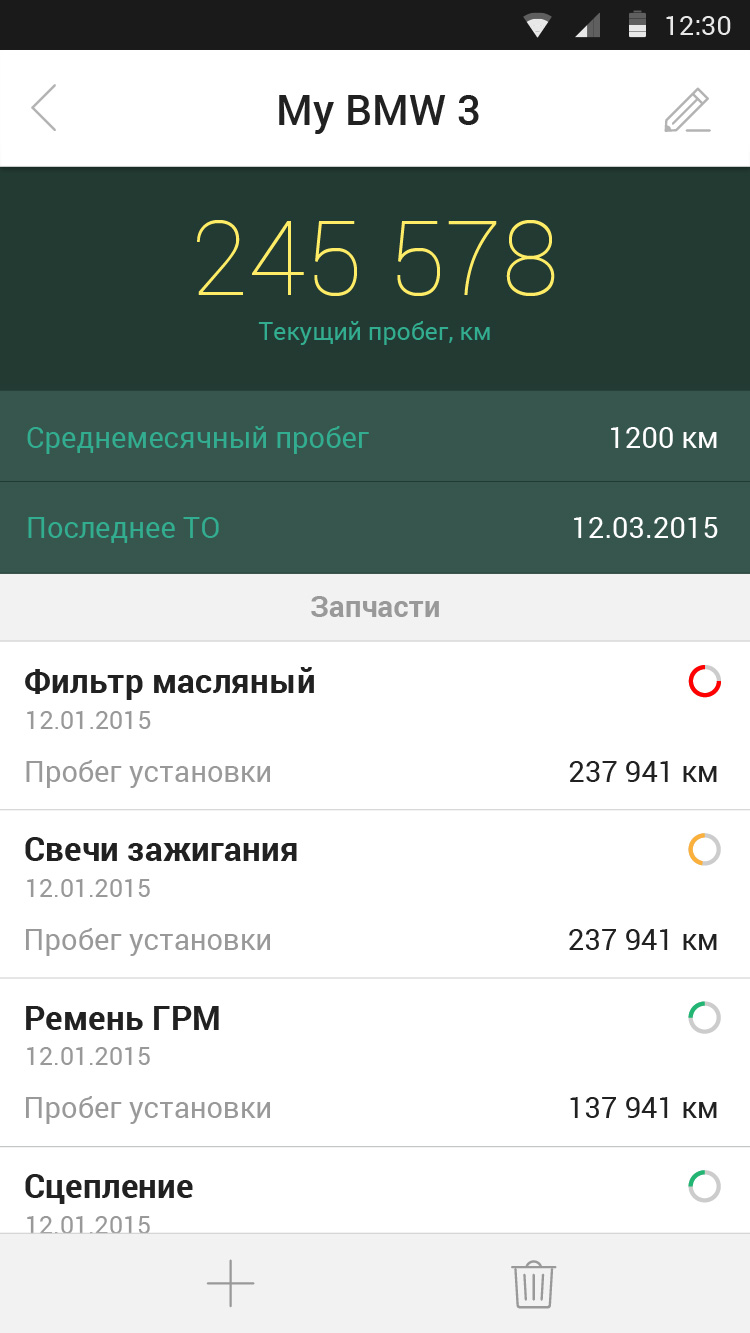 12:30
My BMW 3
245 578
Текущий пробег, км
Среднемесячный пробег 1200 км
Последнее ТО 12.03.2015
Запчасти
Фильтр масляный
12.01.2015
Пробег установки 237 941 км
Свечи зажигания
12.01.2015
Пробег установки 237 941 км
Ремень ГРМ
12.01.2015
Пробег установки 137 941 км
Сцепление
12.01.2015